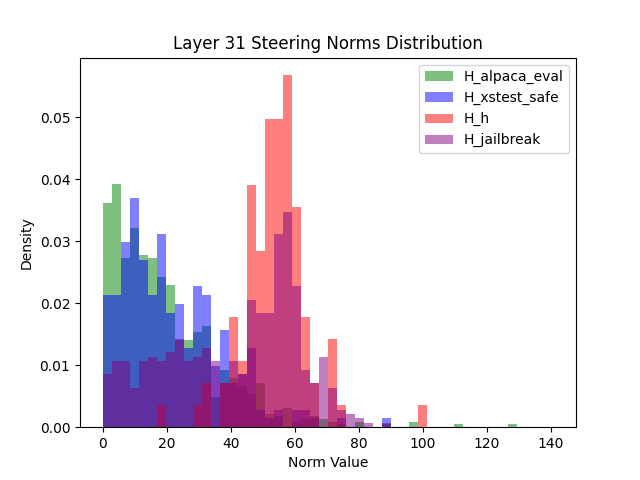 Layer 31 Steering Norms Distribution
H_alpaca_eval
H_xstest_safe
H_h
H_jailbreak
Density
0.05
0.04
0.03
0.02
0.01
0.00
0 20 40 60 80 100 120 140
Norm Value